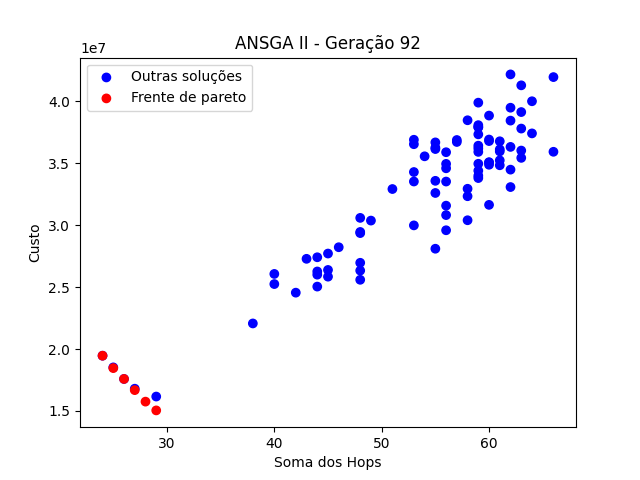 ANSGA II - Geração 92
1e7
Outras soluções
Frente de pareto
4.0
3.5
3.0
2.5
2.0
1.5
Custo
30 40 50 60
Soma dos Hops